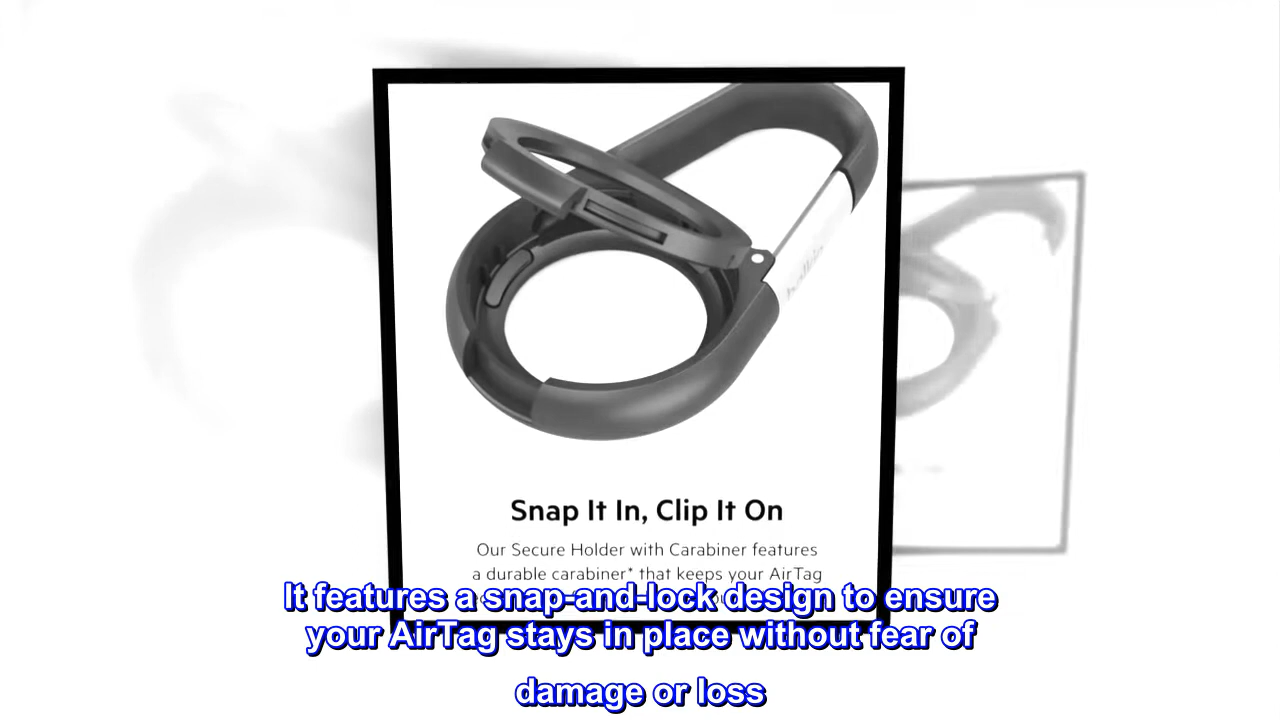 Snap It In, Clip It On
Our Secure Holder with Carabiner features
a durable carabiner* that keeps your AirTag
It features a snap-and-lock design to ensure
your AirTag stays in place without fear of
damage or loss